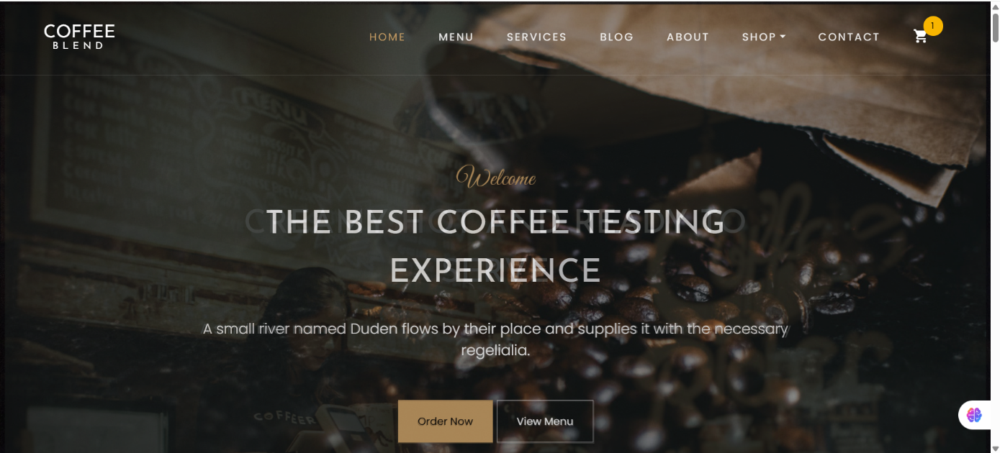 COFFEE
BLEND
HOME MENU SERVICES BLOG ABOUT SHOP CONTACT 1
Welcome
THE BEST COFFEE TESTING
EXPERIENCE
A small river named Duden flows by their place and supplies it with the necessary
regelialia.
COFFEER
Order Now View Menu